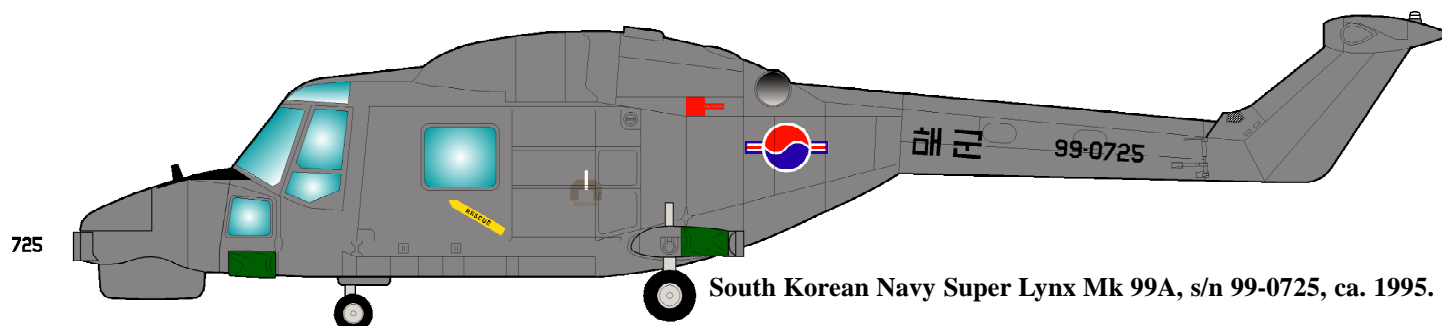 해군
99-0725
RESCUE
725
South Korean Navy Super Lynx Mk 99A, s/n 99-0725, ca. 1995.